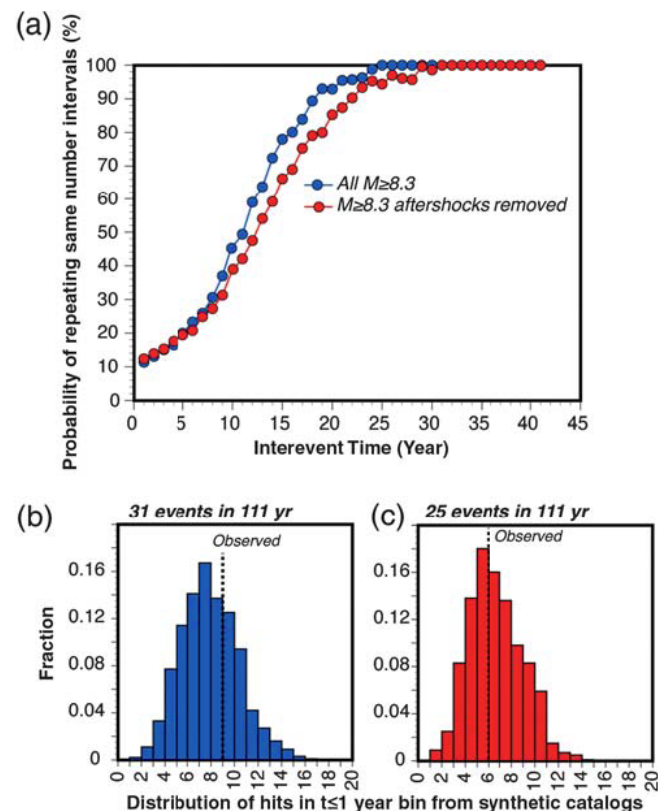 (a)
Probability of repeating same number intervals (%)
100
90
80
70
60
50
40
30
20
10
0
All M≥8.3
M≥8.3 aftershocks removed
0 5 10 15 20 25 30 35 40 45
Interevent Time (Year)
(b) 31 events in 111 yr
Observed
Fraction
0.16
0.12
0.08
0.04
0
0 2 4 6 8 10 12 14 16 18 20
(c) 25 events in 111 yr
Observed
0.16
0.12
0.08
0.04
0
0 2 4 6 8 10 12 14 16 18 20
Distribution of hits in t≤1 year bin from synthetic catalogs